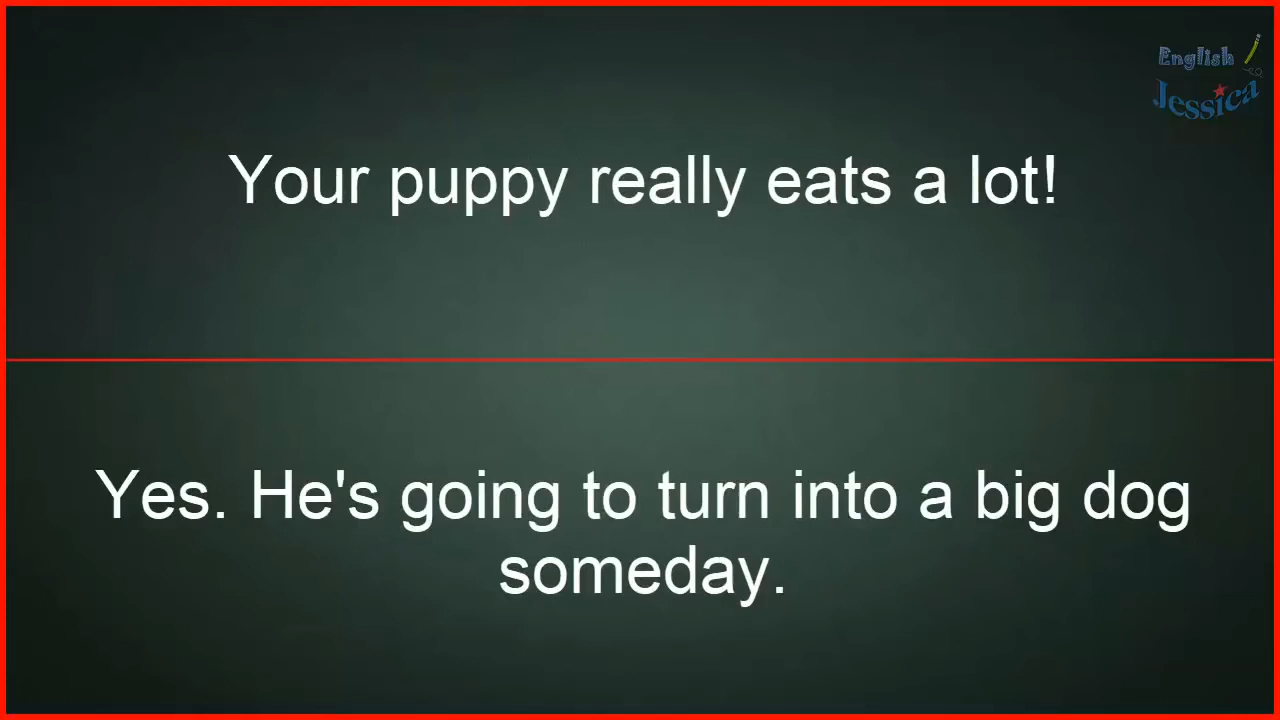 English
Jessica
Your puppy really eats a lot!
Yes. He's going to turn into a big dog
someday.